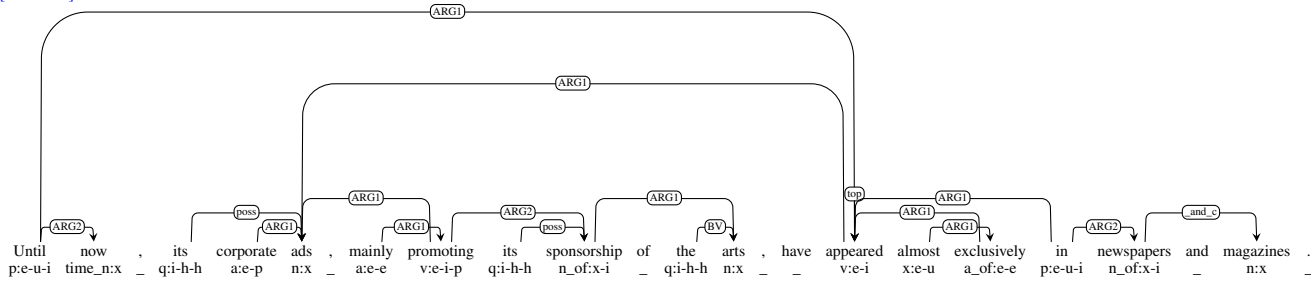 ARG1
ARG1
top
ARG1 ARG1 ARG1
poss ARG2 ARG1 _and_c
ARG2 ARG1 ARG1 poss BV ARG1 ARG2
Until now , its corporate ads , mainly promoting its sponsorship of the arts , have appeared almost exclusively in newspapers and magazines .
p:e-u-i time_n:x _ q:i-h-h a:e-p n:x _ a:e-e v:e-i-p q:i-h-h n_of:x-i _ q:i-h-h n:x _ _ v:e-i x:e-u a_of:e-e p:e-u-i n_of:x-i _ n:x _